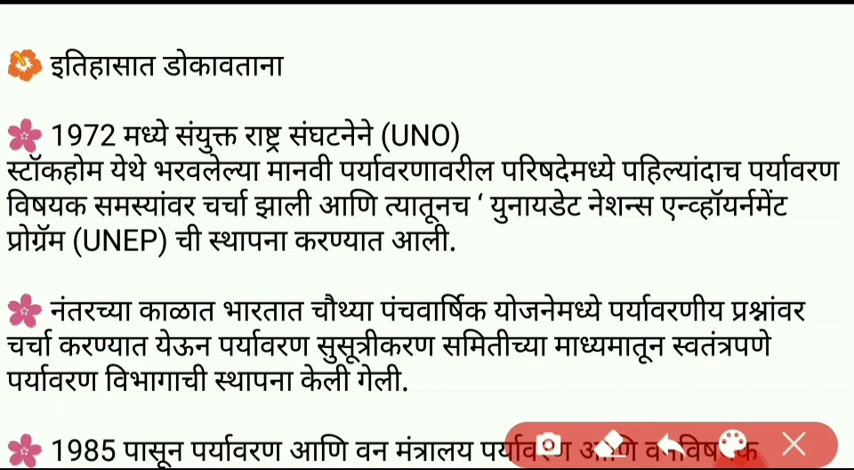 इतिहासात डोकावताना
1972 मध्ये संयुक्त राष्ट्र संघटनेने (UNO)
स्टॉकहोम येथे भरवलेल्या मानवी पर्यावरणावरील परिषदेमध्ये पहिल्यांदाच पर्यावरण
विषयक समस्यांवर चर्चा झाली आणि त्यातूनच ‘ युनायडेट नेशन्स एन्व्हॉयर्नमेंट
प्रोग्रॅम (UNEP) ची स्थापना करण्यात आली.
नंतरच्या काळात भारतात चौथ्या पंचवार्षिक योजनेमध्ये पर्यावरणीय प्रश्नांवर
चर्चा करण्यात येऊन पर्यावरण सुसूत्रीकरण समितीच्या माध्यमातून स्वतंत्रपणे
पर्यावरण विभागाची स्थापना केली गेली.
1985 पासून पर्यावरण आणि वन मंत्रालय